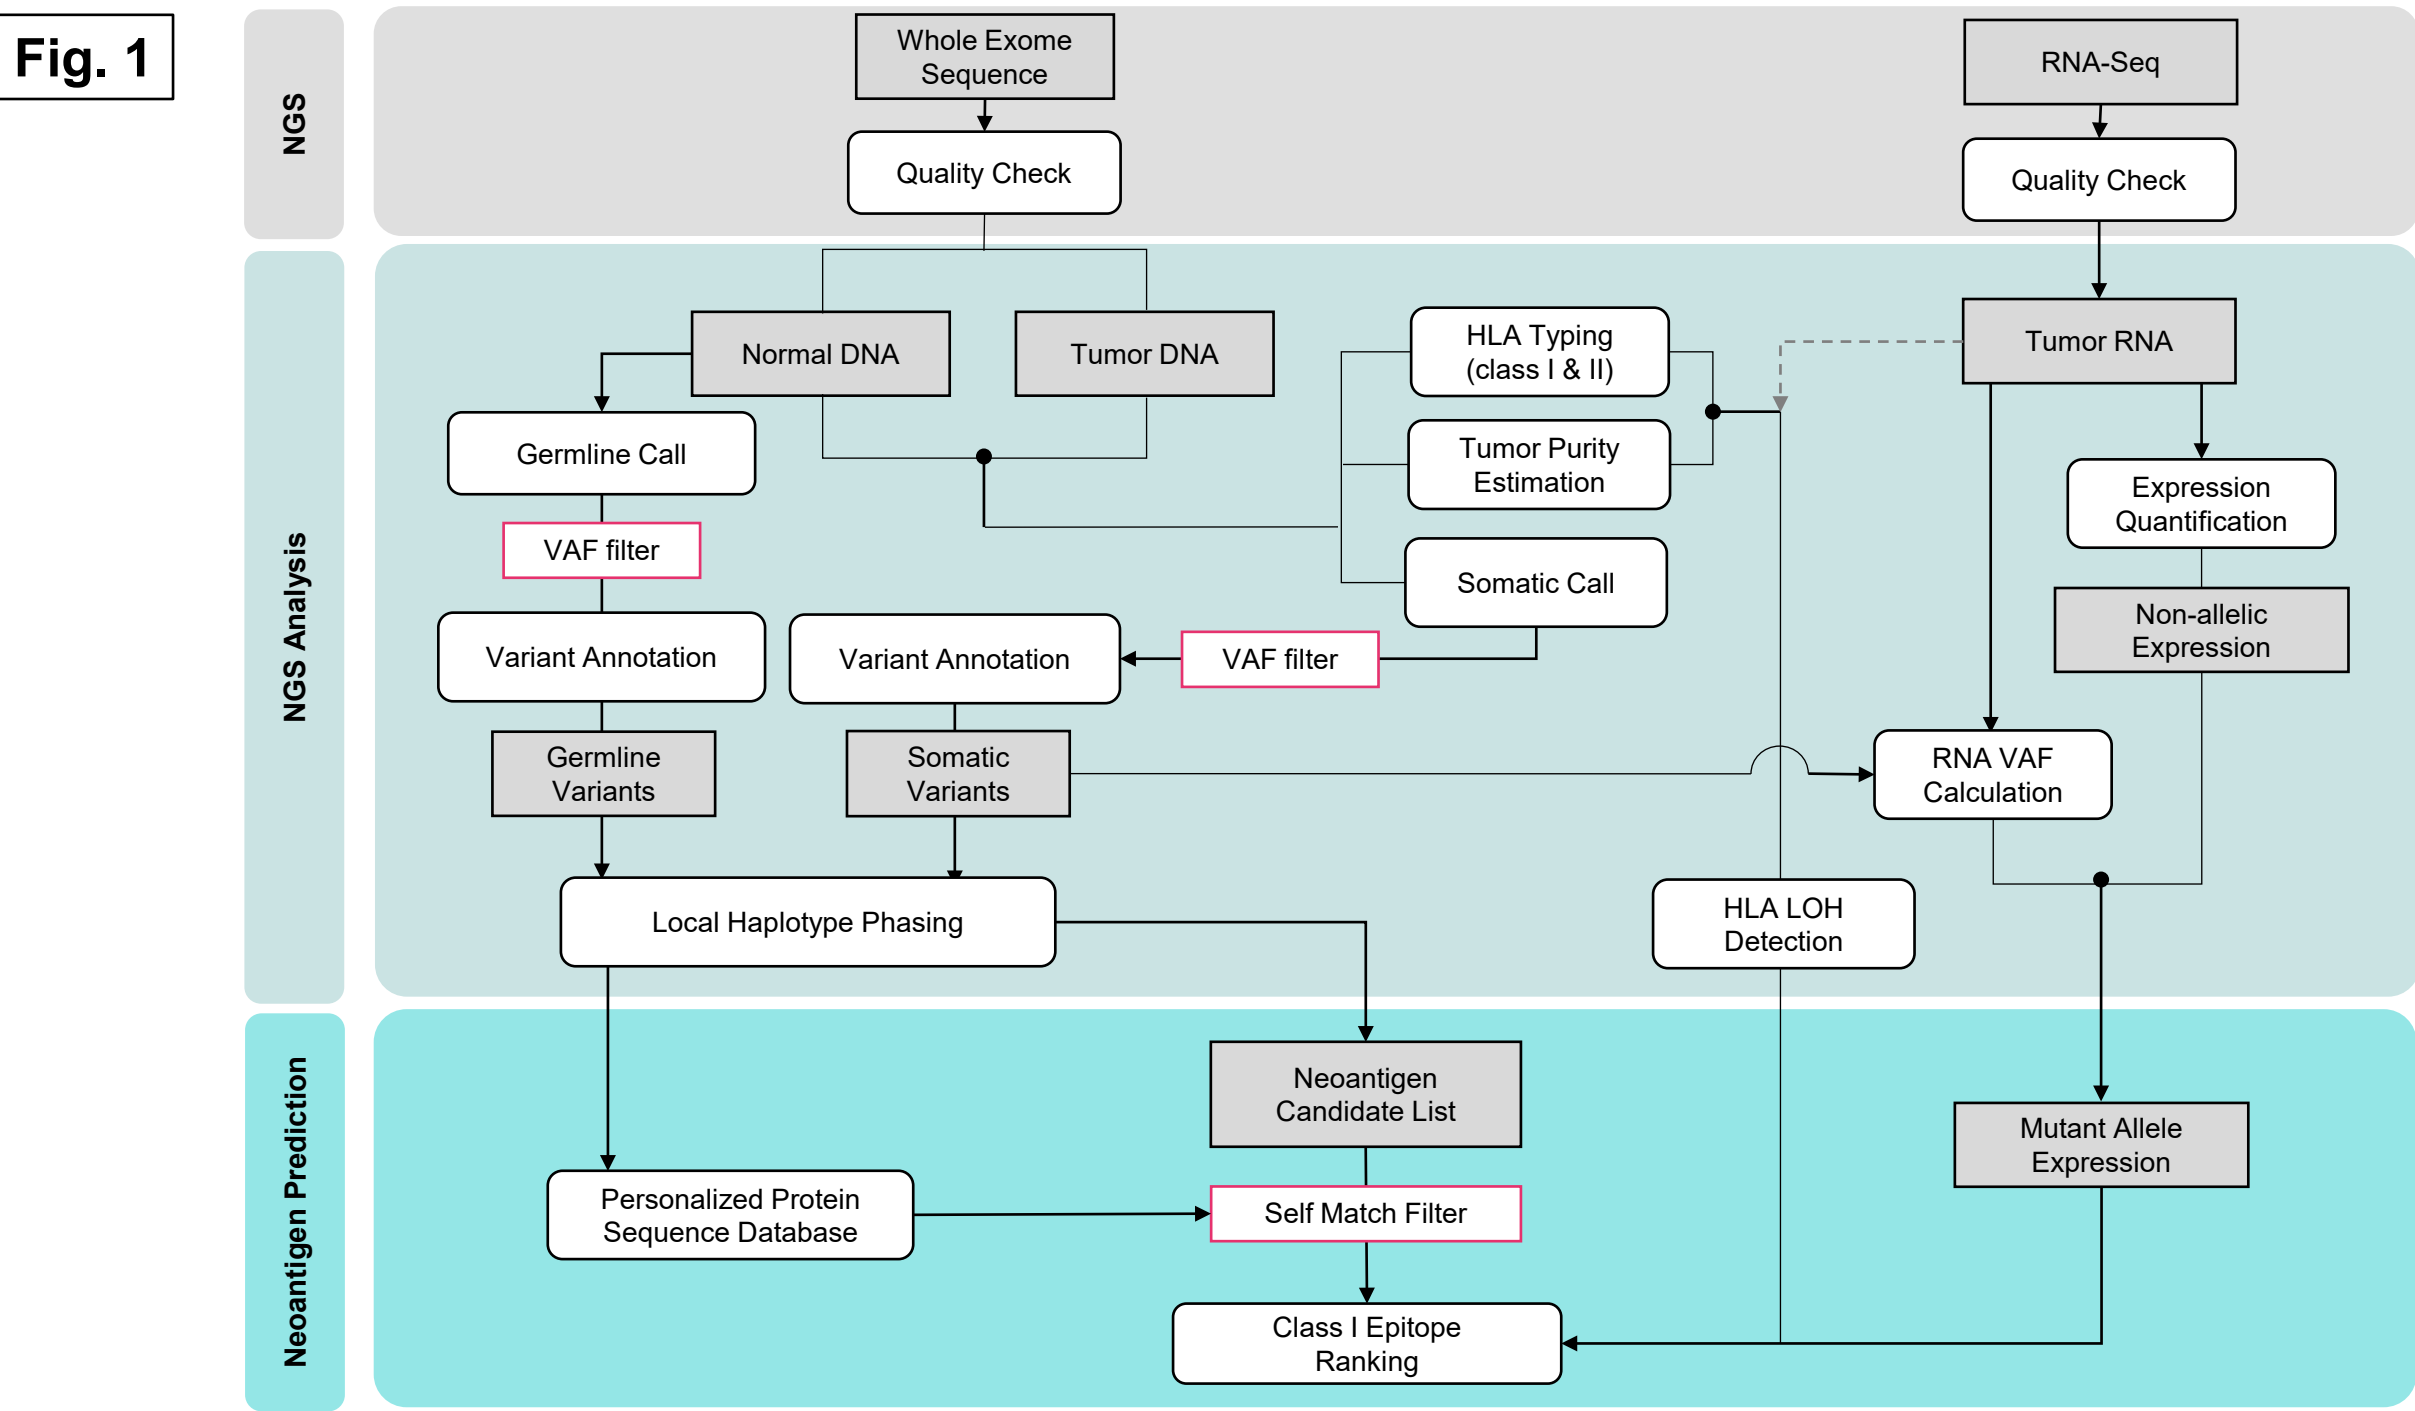 Fig. 1
NGS
Whole Exome
Sequence
Quality Check
RNA-Seq
Quality Check
NGS Analysis
Normal DNA
Tumor DNA
HLA Typing
(class I & II)
Tumor RNA
Germline Call
Tumor Purity
Estimation
Expression
Quantification
VAF filter
Somatic Call
Non-allelic
Expression
Variant Annotation
Variant Annotation
VAF filter
Germline
Variants
Somatic
Variants
RNA VAF
Calculation
Local Haplotype Phasing
HLA LOH
Detection
Neoantigen Prediction
Neoantigen
Candidate List
Mutant Allele
Expression
Personalized Protein
Sequence Database
Self Match Filter
Class I Epitope
Ranking